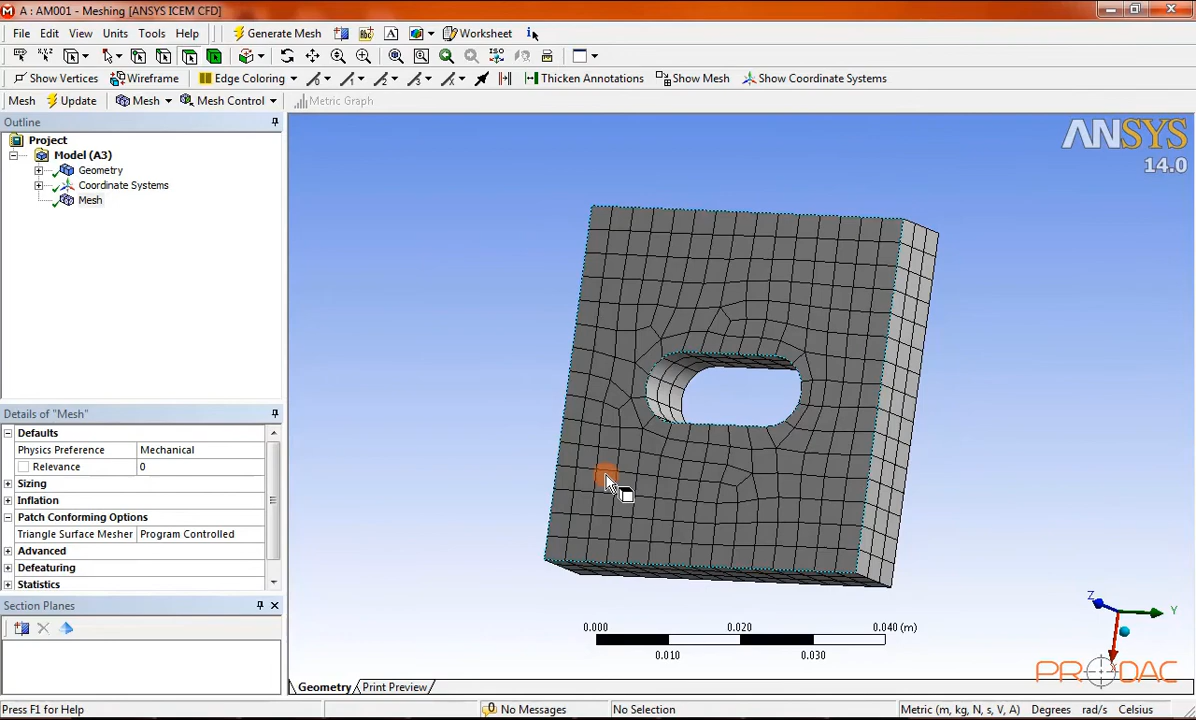 A : AM001 - Meshing [ANSYS ICEM CFD]
File Edit View Units Tools Help Generate Mesh A Worksheet
Show Vertices Wireframe Edge Coloring Thicken Annotations Show Mesh Show Coordinate Systems
Mesh Update Mesh Mesh Control Metric Graph
Outline
Project
Model (A3)
Geometry
Coordinate Systems
Mesh
ANSYS
14.0
Details of "Mesh"
Defaults
Physics Preference Mechanical
Relevance 0
Sizing
Inflation
Patch Conforming Options
Triangle Surface Mesher Program Controlled
Advanced
Defeaturing
Statistics
Section Planes
0.000 0.020 0.040 (m)
0.010 0.030
Z
Y
PRODAC
Geometry Print Preview
Press F1 for Help No Messages No Selection Metric (m, kg, N, s, V, A) Degrees rad/s Celsius